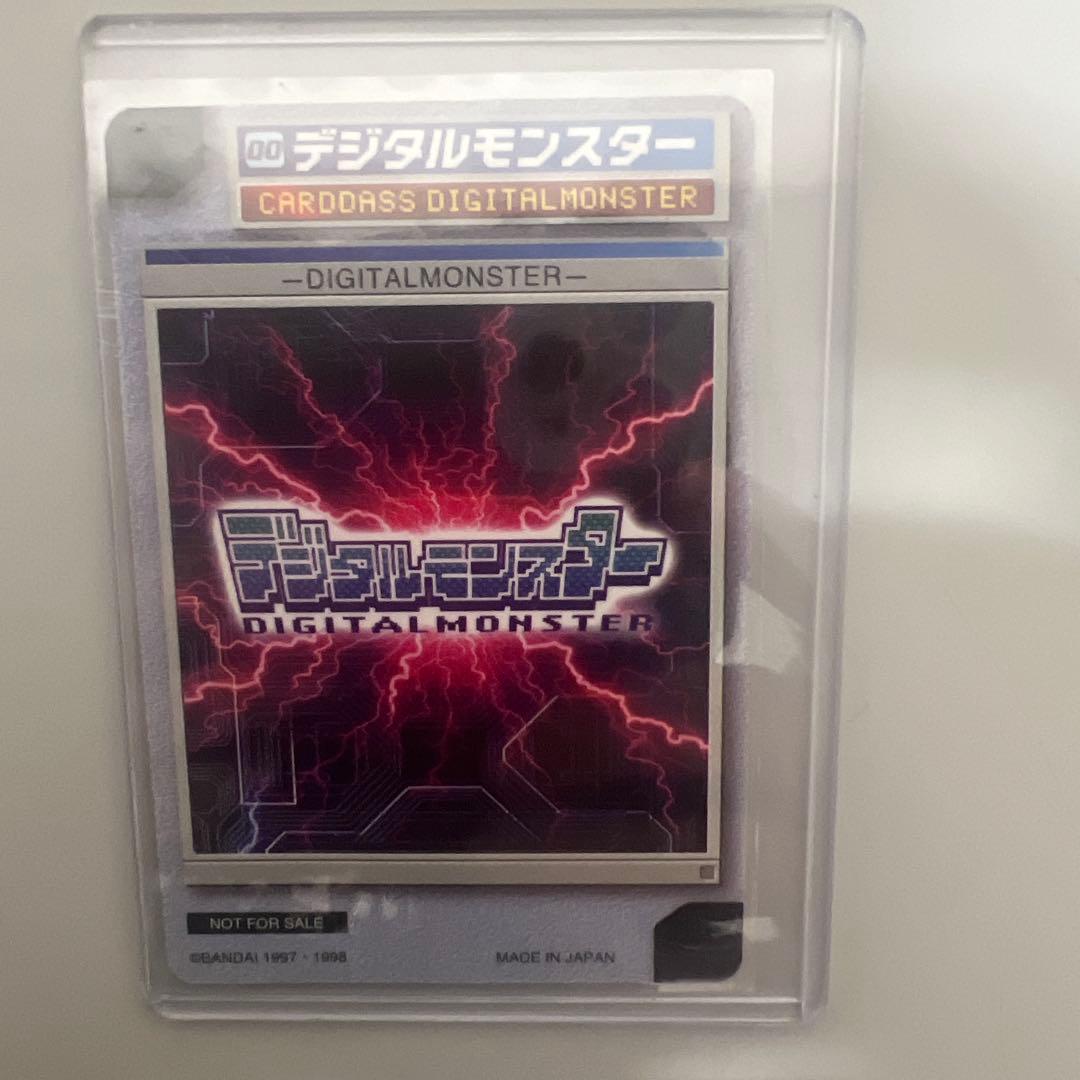 00 デジタルモンスター
CARDDASS DIGITALMONSTER
—DIGITALMONSTER—
デジタルモンスター
DIGITALMONSTER
NOT FOR SALE
©BANDAI 1997・1998 MADE IN JAPAN